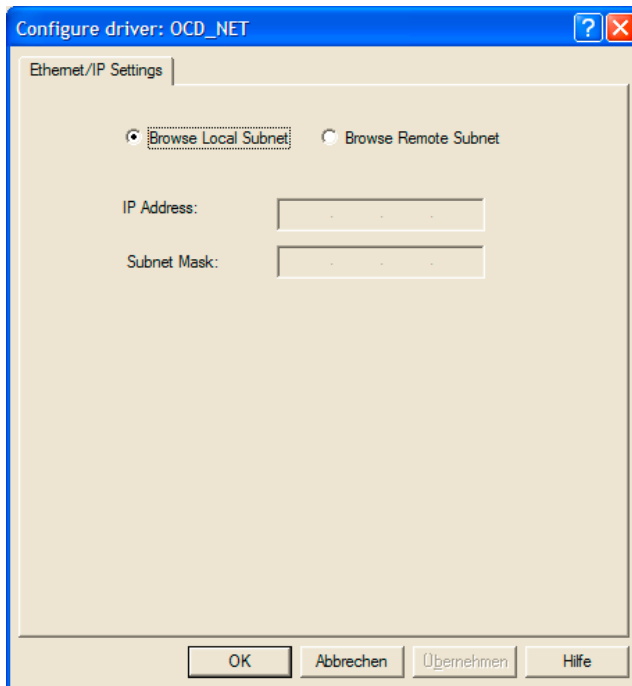 Configure driver: OCD_NET
Ethernet/IP Settings
Browse Local Subnet Browse Remote Subnet
IP Address:
Subnet Mask:
OK Abbrechen Übernehmen Hilfe